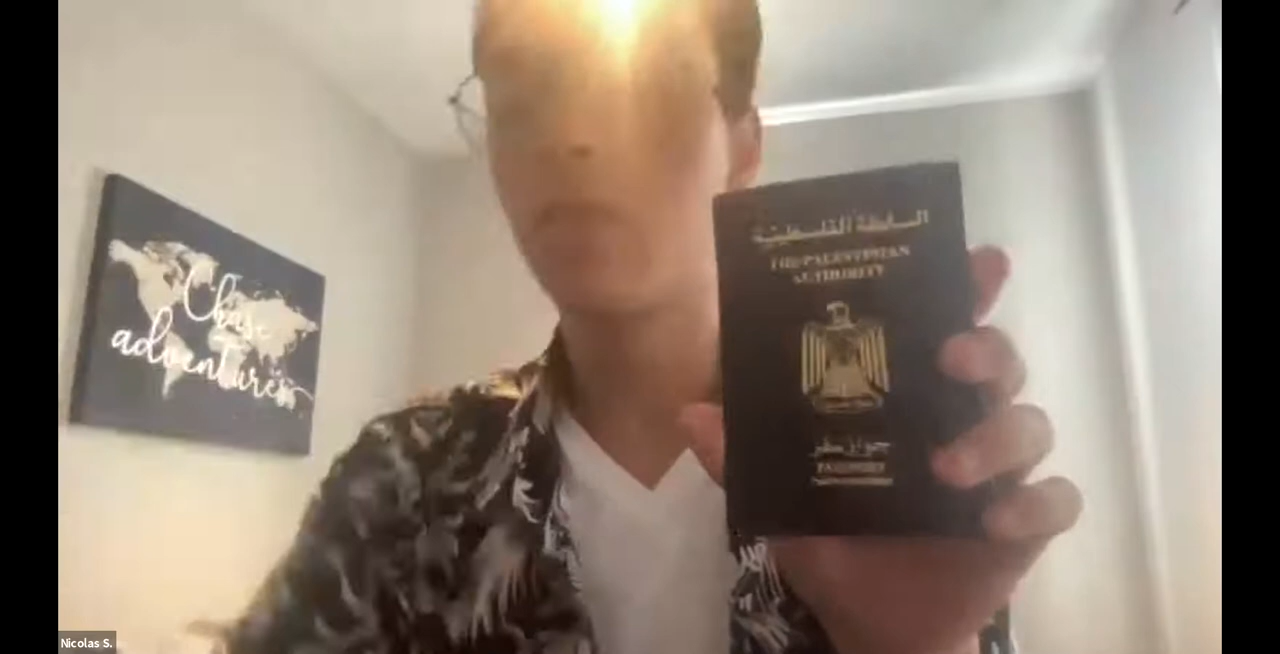 Chase
adventures
السلطة الفلسطينية
THE PALESTINIAN
AUTHORITY
جواز سفر
PASSPORT
Nicolas S.